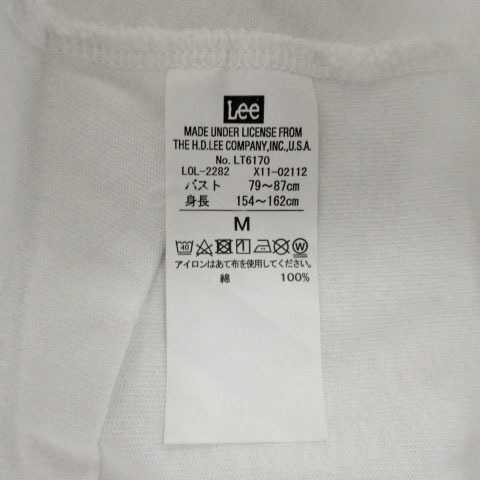 Lee
MADE UNDER LICENSE FROM
THE H.D.LEE COMPANY,INC.,U.S.A.
No. LT6170
LOL-2282 X11-02112
バスト 79～87cm
身長 154～162cm
M
40 W
アイロンはあて布を使用してください。
綿 100%